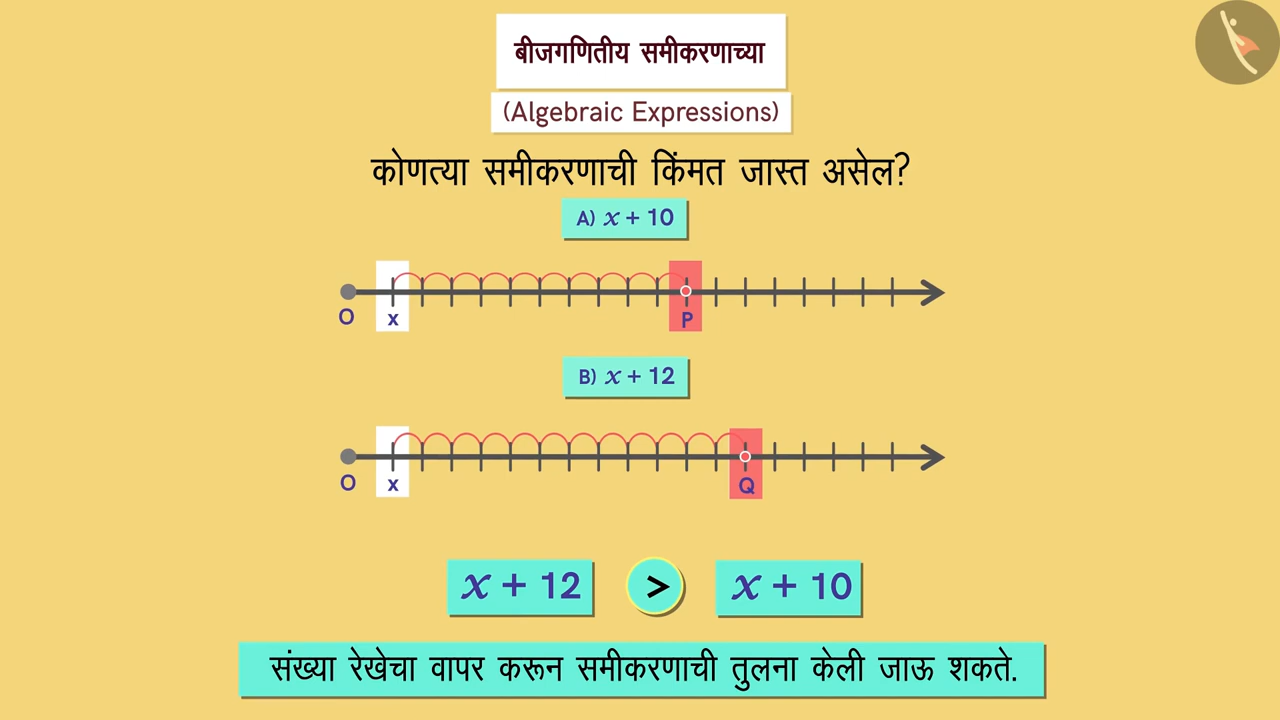 बीजगणितीय समीकरणाच्या
(Algebraic Expressions)
कोणत्या समीकरणाची किंमत जास्त असेल?
A) x + 10
O x P
B) x + 12
O x Q
x + 12 > x + 10
संख्या रेखेचा वापर करून समीकरणाची तुलना केली जाऊ शकते.